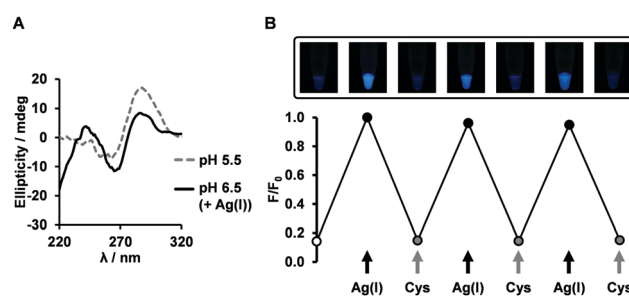 A
B
20
10
0
-10
-20
-30
220
270
320
Ellipticity / mdeg
λ / nm
pH 5.5
pH 6.5
(+ Ag(I))
1.0
0.8
0.6
0.4
0.2
0.0
F/F₀
Ag(I) Cys Ag(I) Cys Ag(I) Cys